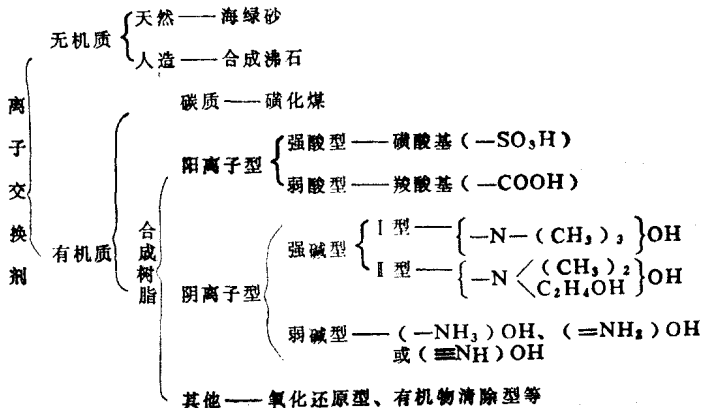 离子交换剂
无机质
天然——海绿砂
人造——合成沸石
有机质
碳质——磺化煤
合成树脂
阳离子型
强酸型——磺酸基(—SO₃H)
弱酸型——羧酸基(—COOH)
阴离子型
强碱型
Ⅰ型——{—N—(CH₃)₃}OH
Ⅱ型——{—N<(CH₃)₂
C₂H₄OH}OH
弱碱型——(—NH₃)OH、(=NH₂)OH
或(≡NH)OH
其他——氧化还原型、有机物清除型等